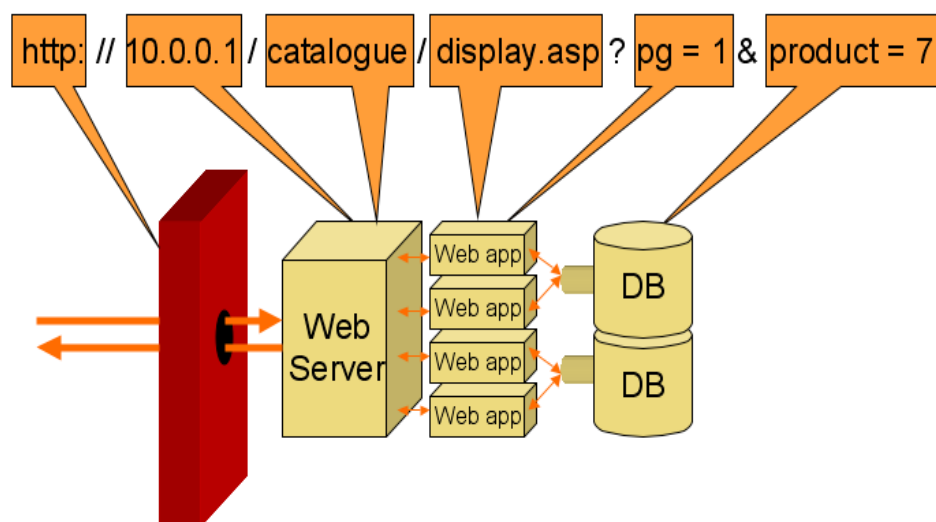 http: // 10.0.0.1 / catalogue / display.asp ? pg = 1 & product = 7
Web app
Web app
Web app
Web app
Web
Server
DB
DB